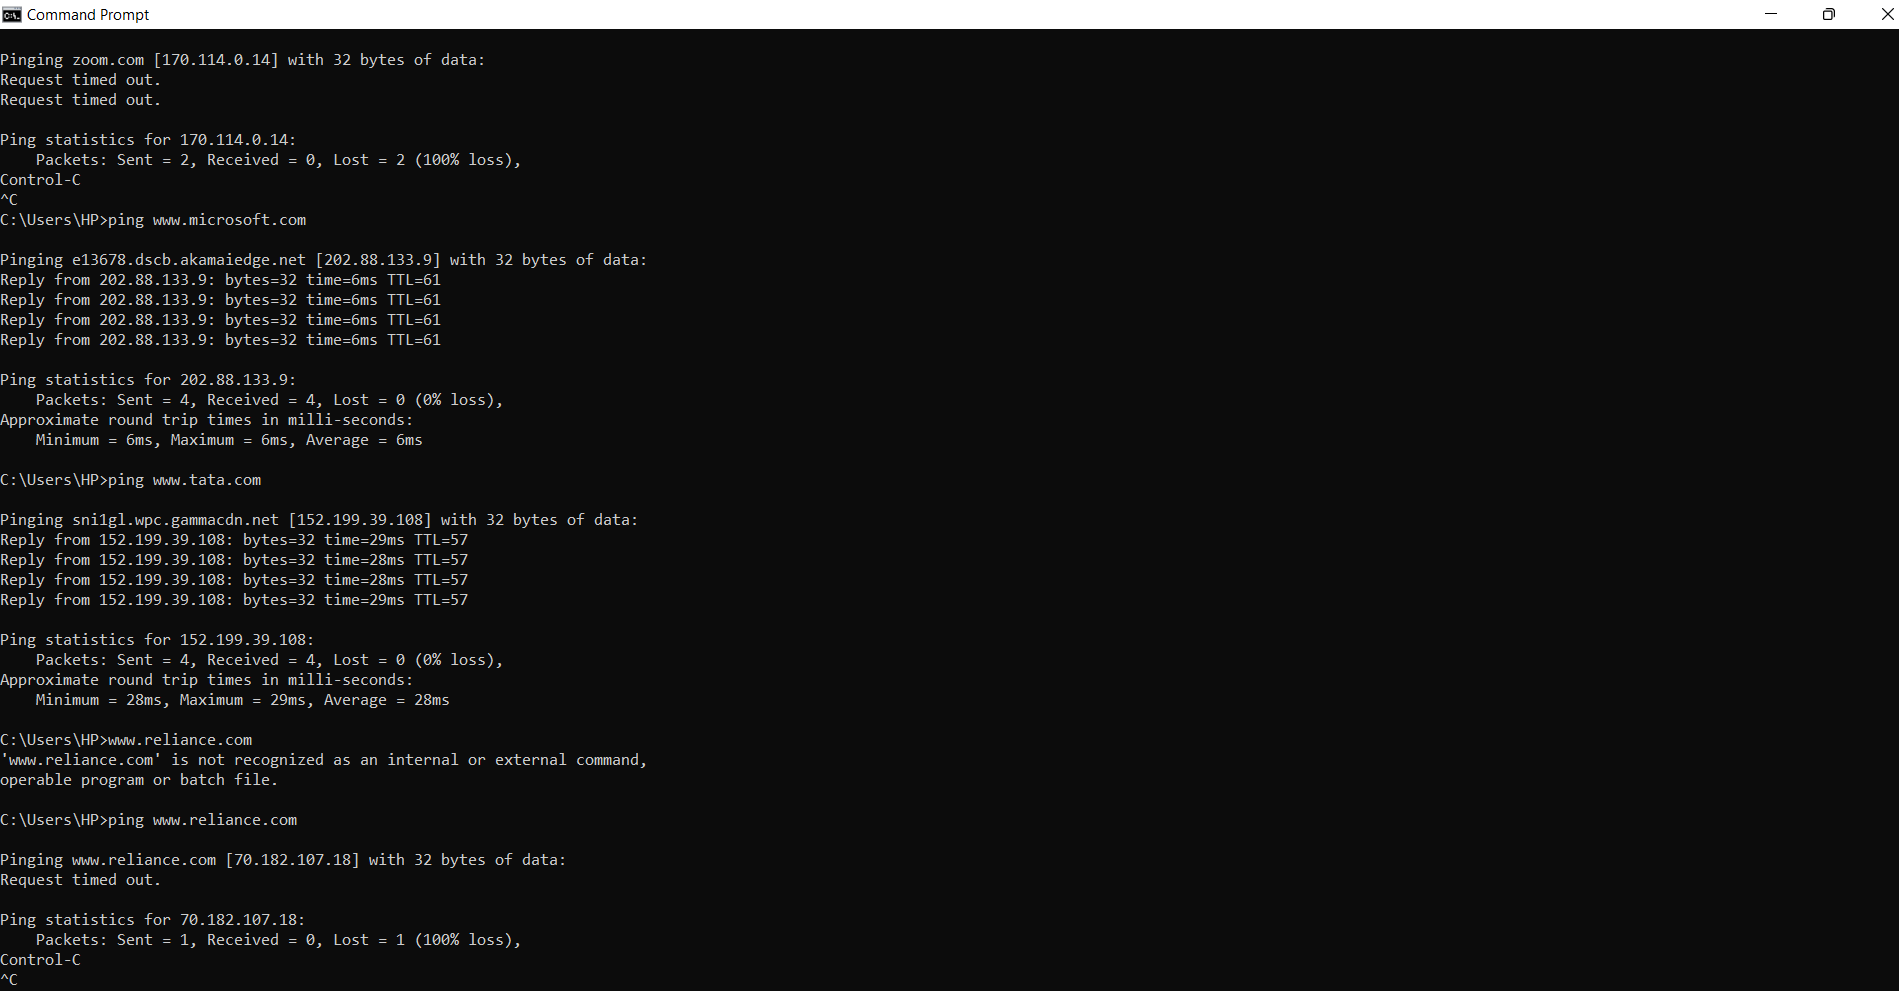 Command Prompt
Pinging zoom.com [170.114.0.14] with 32 bytes of data:
Request timed out.
Request timed out.
Ping statistics for 170.114.0.14:
    Packets: Sent = 2, Received = 0, Lost = 2 (100% loss),
Control-C
^C
C:\Users\HP>ping www.microsoft.com
Pinging e13678.dscb.akamaiedge.net [202.88.133.9] with 32 bytes of data:
Reply from 202.88.133.9: bytes=32 time=6ms TTL=61
Reply from 202.88.133.9: bytes=32 time=6ms TTL=61
Reply from 202.88.133.9: bytes=32 time=6ms TTL=61
Reply from 202.88.133.9: bytes=32 time=6ms TTL=61
Ping statistics for 202.88.133.9:
    Packets: Sent = 4, Received = 4, Lost = 0 (0% loss),
Approximate round trip times in milli-seconds:
    Minimum = 6ms, Maximum = 6ms, Average = 6ms
C:\Users\HP>ping www.tata.com
Pinging sni1gl.wpc.gammacdn.net [152.199.39.108] with 32 bytes of data:
Reply from 152.199.39.108: bytes=32 time=29ms TTL=57
Reply from 152.199.39.108: bytes=32 time=28ms TTL=57
Reply from 152.199.39.108: bytes=32 time=28ms TTL=57
Reply from 152.199.39.108: bytes=32 time=29ms TTL=57
Ping statistics for 152.199.39.108:
    Packets: Sent = 4, Received = 4, Lost = 0 (0% loss),
Approximate round trip times in milli-seconds:
    Minimum = 28ms, Maximum = 29ms, Average = 28ms
C:\Users\HP>www.reliance.com
'www.reliance.com' is not recognized as an internal or external command,
operable program or batch file.
C:\Users\HP>ping www.reliance.com
Pinging www.reliance.com [70.182.107.18] with 32 bytes of data:
Request timed out.
Ping statistics for 70.182.107.18:
    Packets: Sent = 1, Received = 0, Lost = 1 (100% loss),
Control-C
^C